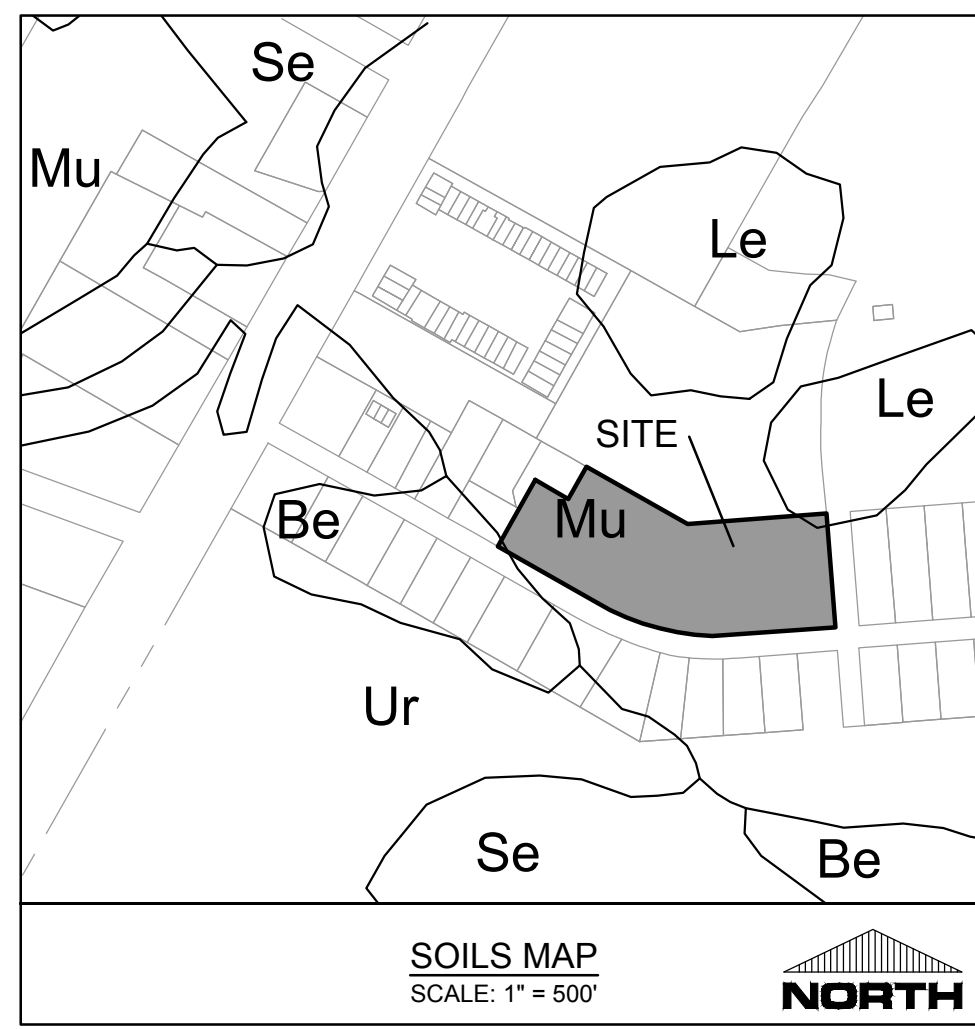 Se
Mu
Le
Le
SITE
Be
Mu
Ur
Se
Be
SOILS MAP
SCALE: 1" = 500'
NORTH